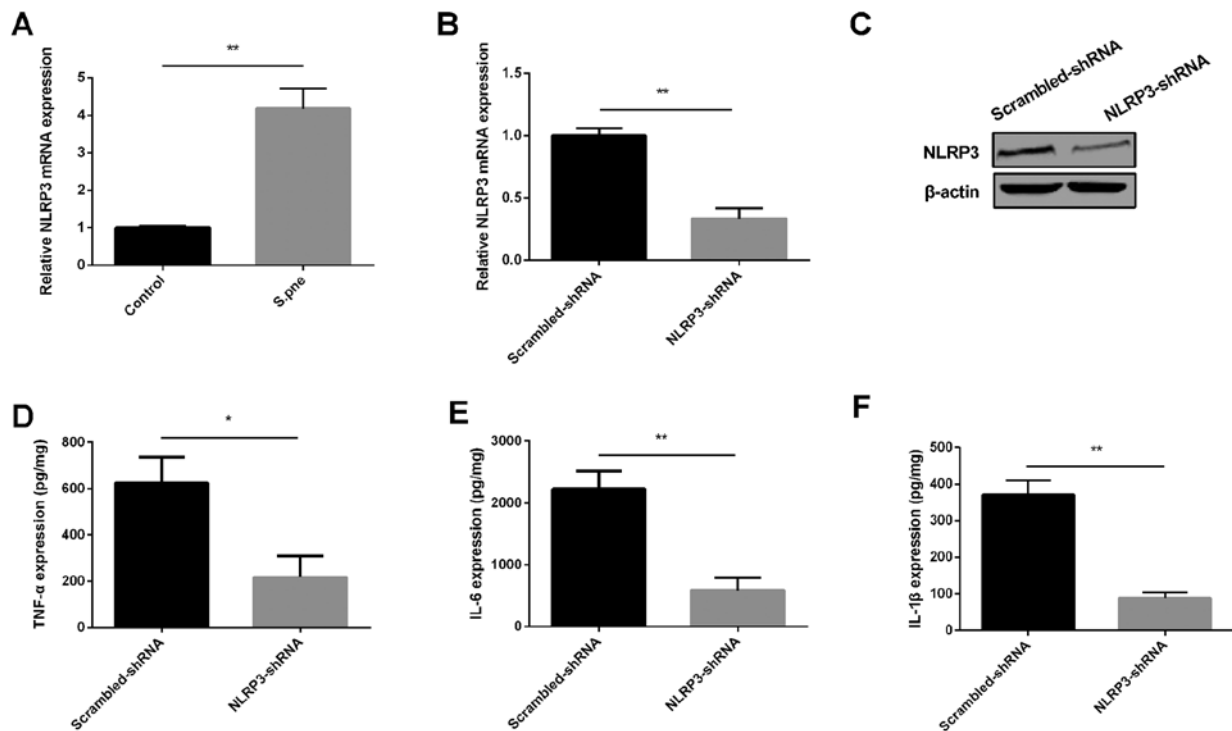 A
Relative NLRP3 mRNA expression
5
4
3
2
1
0
**
Control
S.pne
B
Relative NLRP3 mRNA expression
1.5
1.0
0.5
0.0
**
Scrambled-shRNA
NLRP3-shRNA
C
Scrambled-shRNA
NLRP3-shRNA
NLRP3
β-actin
D
TNF-α expression (pg/mg)
800
600
400
200
0
*
Scrambled-shRNA
NLRP3-shRNA
E
IL-6 expression (pg/mg)
3000
2000
1000
0
**
Scrambled-shRNA
NLRP3-shRNA
F
IL-1β expression (pg/mg)
500
400
300
200
100
0
**
Scrambled-shRNA
NLRP3-shRNA